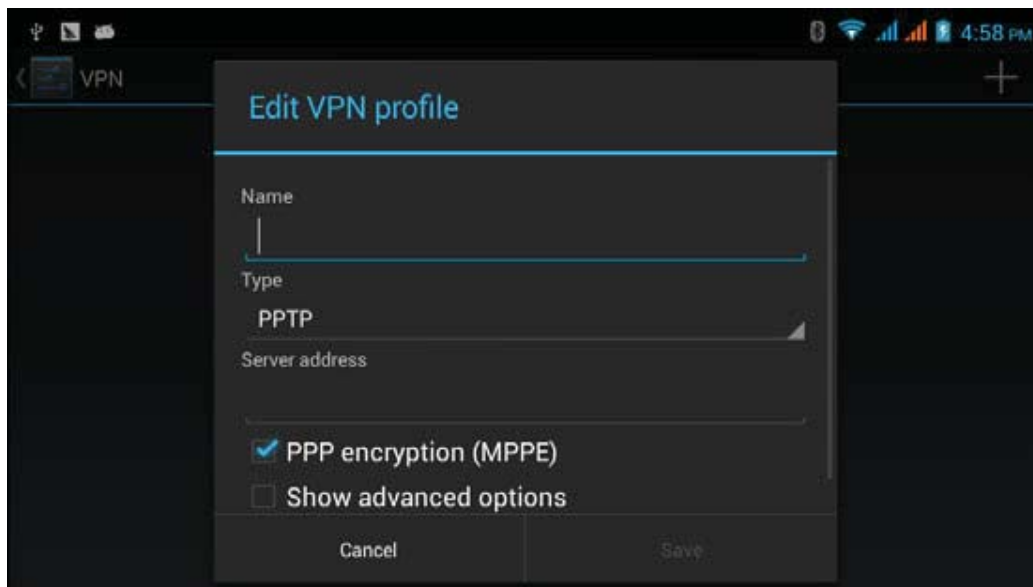 4:58 PM
VPN
Edit VPN profile
Name
Type
PPTP
Server address
PPP encryption (MPPE)
Show advanced options
Cancel
Save